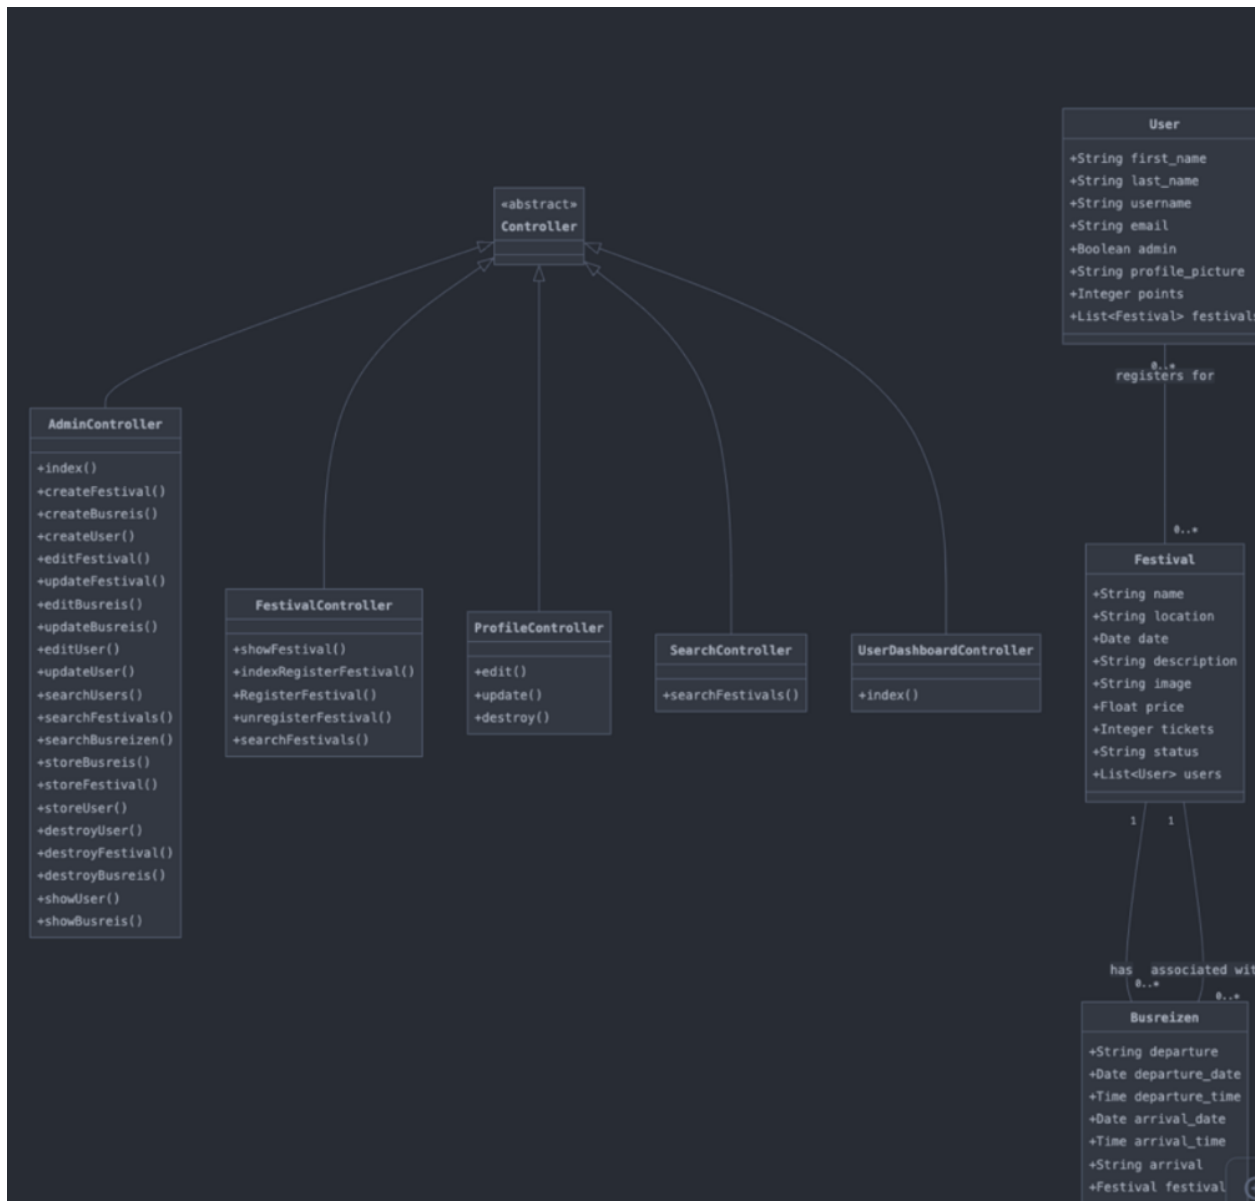 User
+String first_name
+String last_name
+String username
+String email
+Boolean admin
+String profile_picture
+Integer points
+List<Festival> festivals
0..*
registers for
0..*
«abstract»
Controller
AdminController
+index()
+createFestival()
+createBusreis()
+createUser()
+editFestival()
+updateFestival()
+editBusreis()
+updateBusreis()
+editUser()
+updateUser()
+searchUsers()
+searchFestivals()
+searchBusreizen()
+storeBusreis()
+storeFestival()
+storeUser()
+destroyUser()
+destroyFestival()
+destroyBusreis()
+showUser()
+showBusreis()
FestivalController
+showFestival()
+indexRegisterFestival()
+RegisterFestival()
+unregisterFestival()
+searchFestivals()
ProfileController
+edit()
+update()
+destroy()
SearchController
+searchFestivals()
UserDashboardController
+index()
Festival
+String name
+String location
+Date date
+String description
+String image
+Float price
+Integer tickets
+String status
+List<User> users
1 1
has associated wit
0..* 0..*
Busreizen
+String departure
+Date departure_date
+Time departure_time
+Date arrival_date
+Time arrival_time
+String arrival
+Festival festival